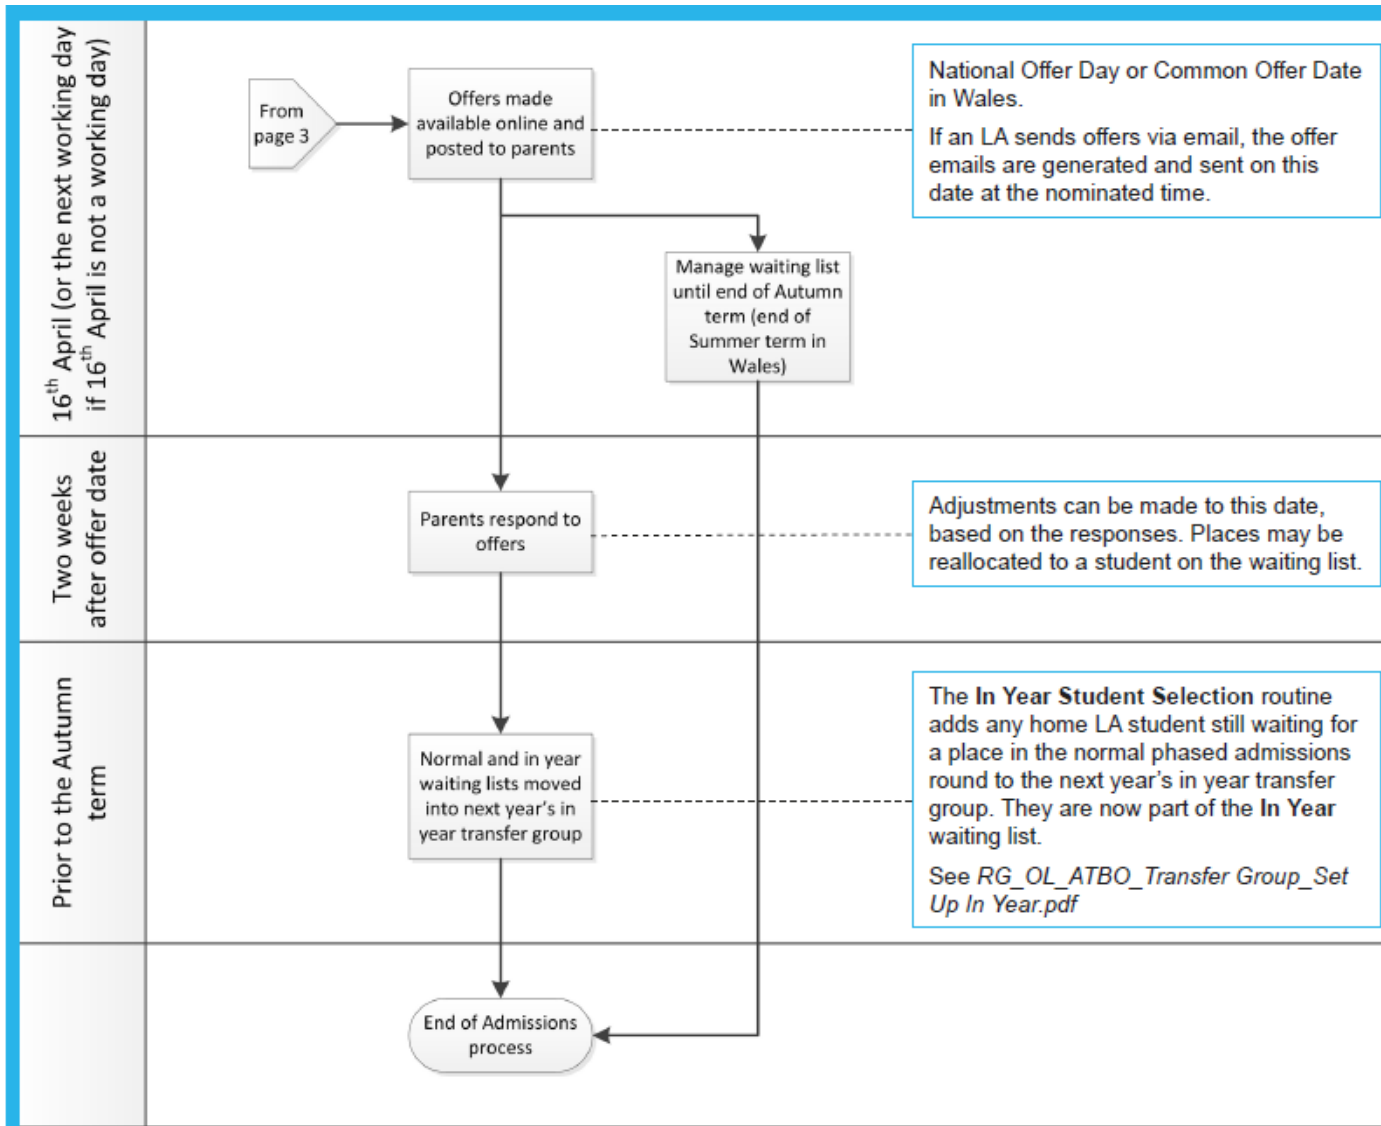 16th April (or the next working day
if 16th April is not a working day)
From
page 3
Offers made
available online and
posted to parents
National Offer Day or Common Offer Date
in Wales.
If an LA sends offers via email, the offer
emails are generated and sent on this
date at the nominated time.
Manage waiting list
until end of Autumn
term (end of
Summer term in
Wales)
Two weeks
after offer date
Parents respond to
offers
Adjustments can be made to this date,
based on the responses. Places may be
reallocated to a student on the waiting list.
Prior to the Autumn
term
Normal and in year
waiting lists moved
into next year's in
year transfer group
The In Year Student Selection routine
adds any home LA student still waiting for
a place in the normal phased admissions
round to the next year's in year transfer
group. They are now part of the In Year
waiting list.
See RG_OL_ATBO_Transfer Group_Set
Up In Year.pdf
End of Admissions
process